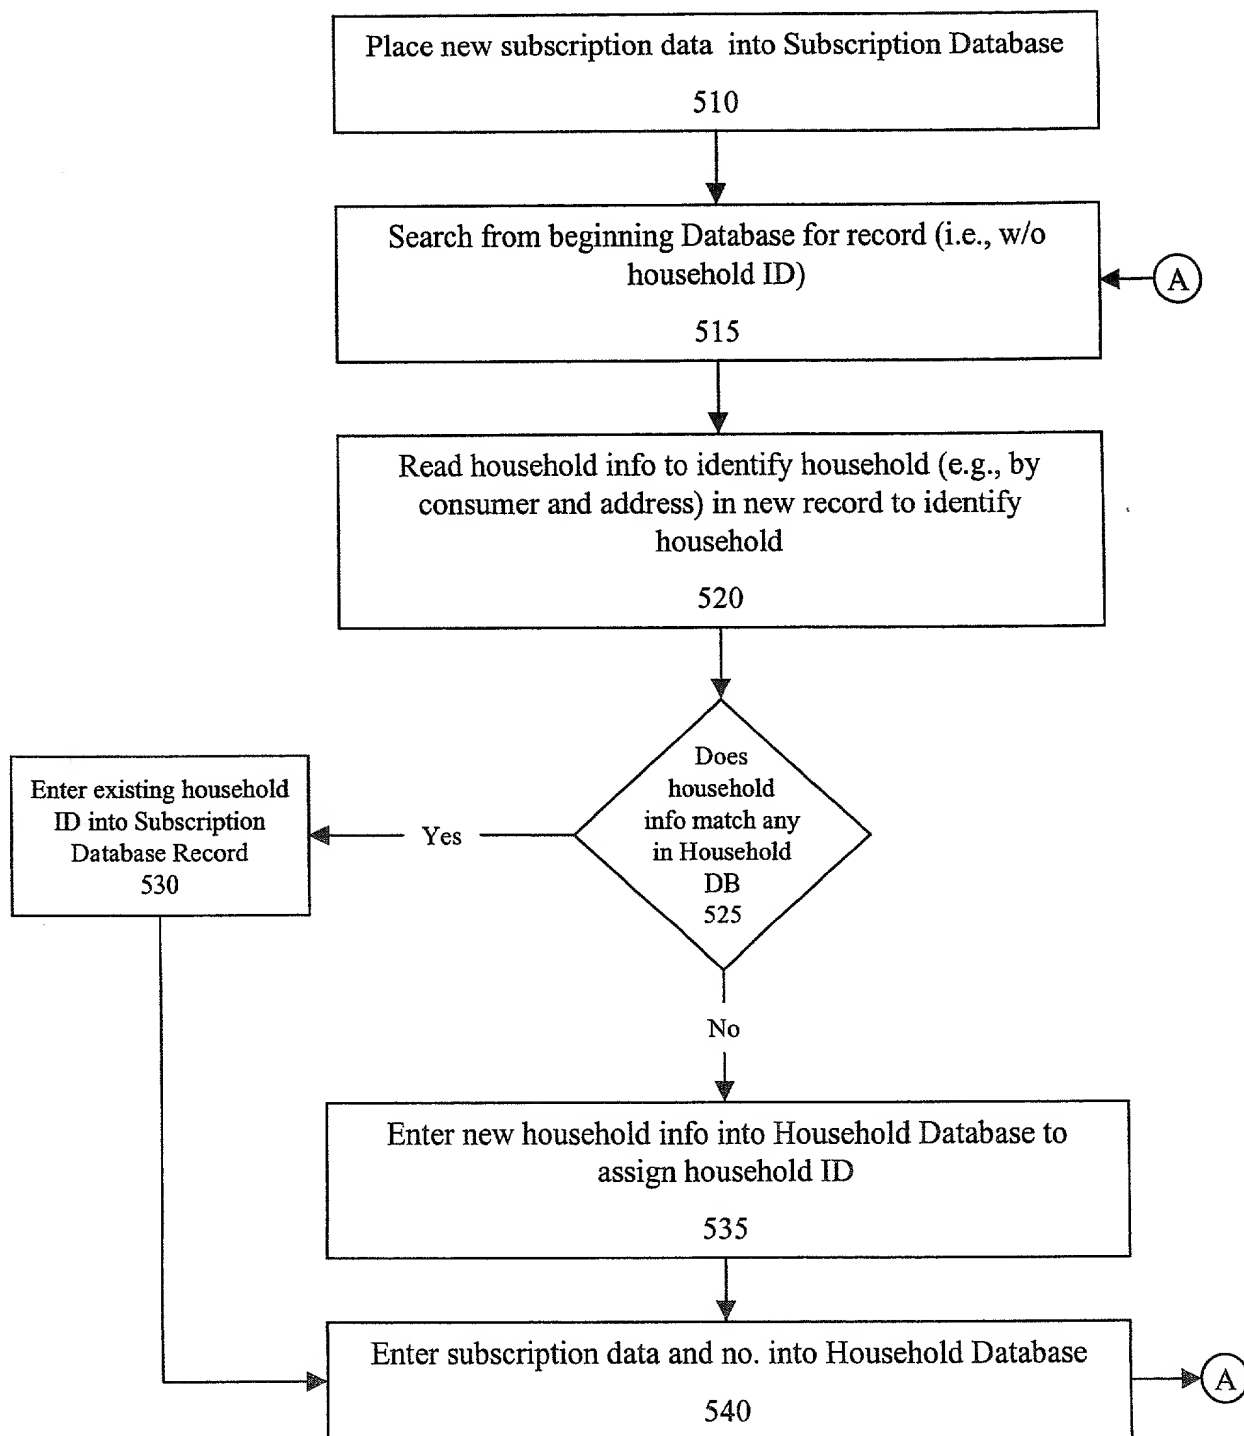 Place new subscription data into Subscription Database
510
Search from beginning Database for record (i.e., w/o
household ID)
515
A
Read household info to identify household (e.g., by
consumer and address) in new record to identify
household
520
Does
household
info match any
in Household
DB
525
Yes
Enter existing household
ID into Subscription
Database Record
530
No
Enter new household info into Household Database to
assign household ID
535
Enter subscription data and no. into Household Database
540
A